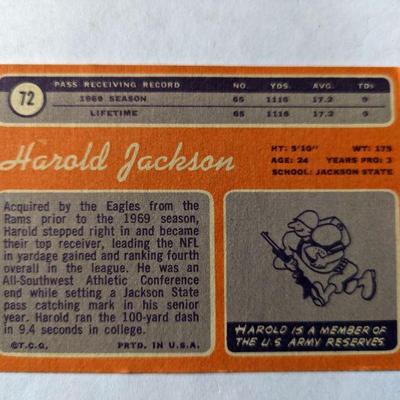 72
PASS RECEIVING RECORD NO. YDS. AVG. TDs
1969 SEASON 65 1116 17.2 9
LIFETIME 65 1116 17.2 9
Harold Jackson
HT: 5'10" WT: 175
AGE: 24 YEARS PRO: 3
SCHOOL: JACKSON STATE
Acquired by the Eagles from the
Rams prior to the 1969 season,
Harold stepped right in and became
their top receiver, leading the NFL
in yardage gained and ranking fourth
overall in the league. He was an
All-Southwest Athletic Conference
end while setting a Jackson State
pass catching mark in his senior
year. Harold ran the 100-yard dash
in 9.4 seconds in college.
©T.C.G. PRTD. IN U.S.A.
HAROLD IS A MEMBER OF
THE U.S. ARMY RESERVES